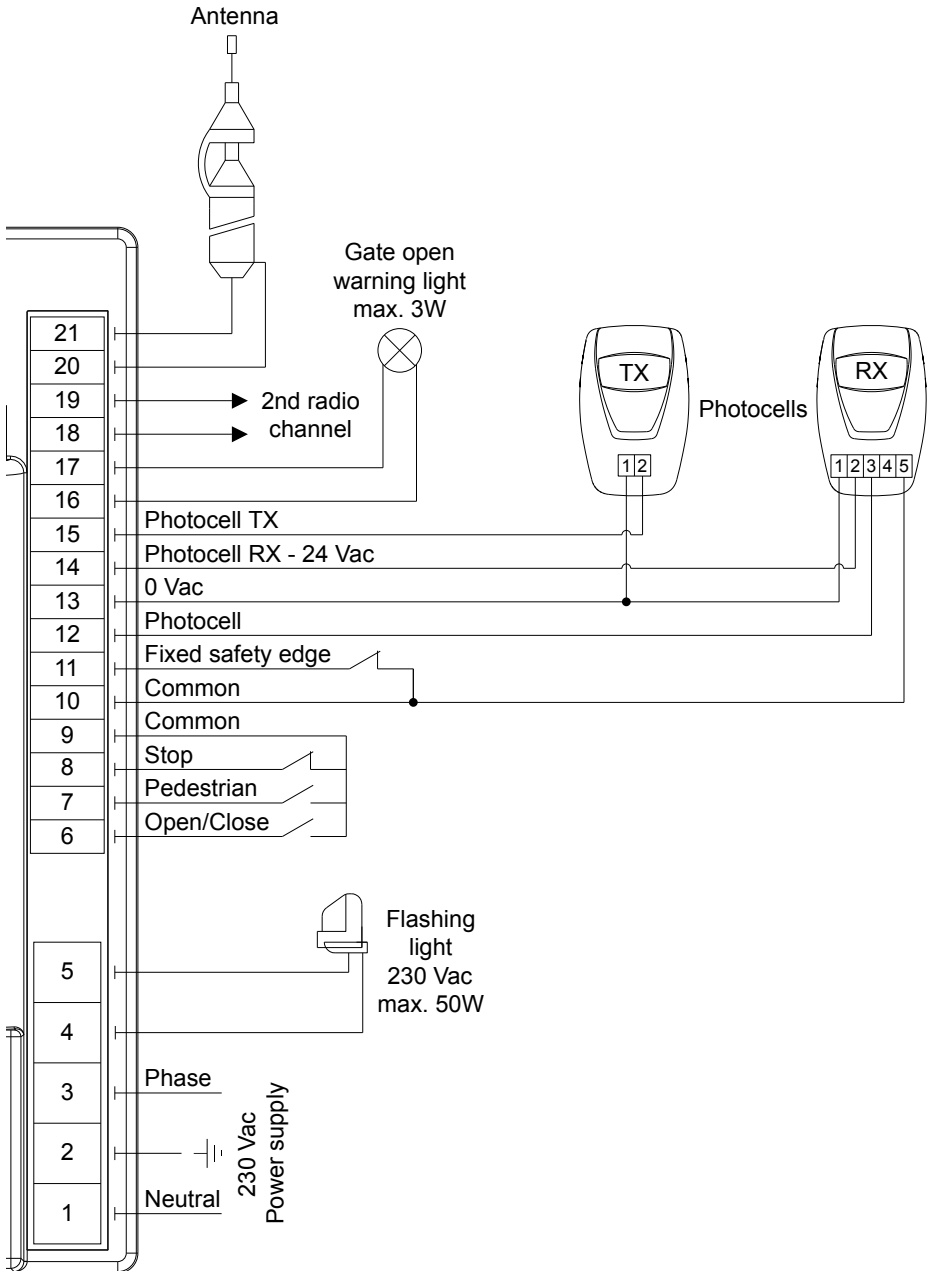 Antenna
Gate open
warning light
max. 3W
21
20
19
2nd radio
18
channel
17
16
TX
Photocells
RX
1 2
1 2 3 4 5
15
Photocell TX
14
Photocell RX - 24 Vac
13
0 Vac
12
Photocell
11
Fixed safety edge
10
Common
9
Common
8
Stop
7
Pedestrian
6
Open/Close
Flashing
light
230 Vac
max. 50W
5
4
3
Phase
2
230 Vac
Power supply
1
Neutral